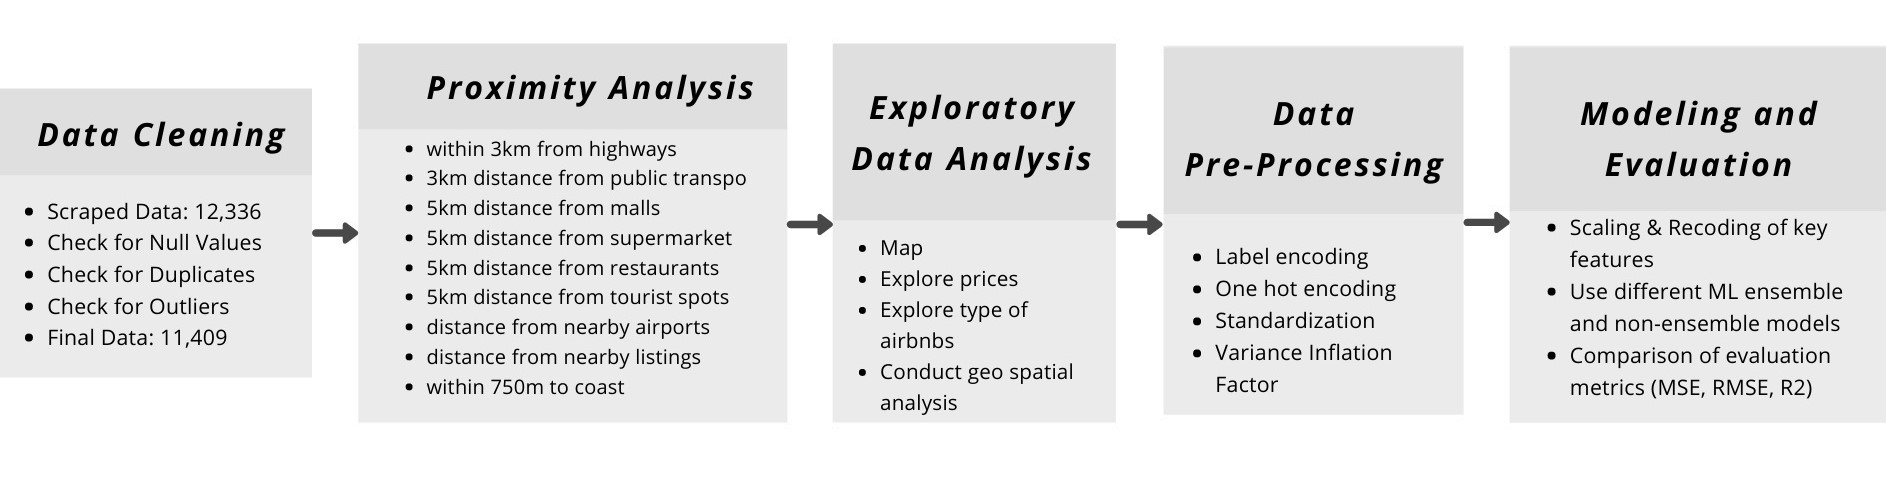 Data Cleaning
• Scraped Data: 12,336
• Check for Null Values
• Check for Duplicates
• Check for Outliers
• Final Data: 11,409
Proximity Analysis
• within 3km from highways
• 3km distance from public transpo
• 5km distance from malls
• 5km distance from supermarket
• 5km distance from restaurants
• 5km distance from tourist spots
• distance from nearby airports
• distance from nearby listings
• within 750m to coast
Exploratory
Data Analysis
• Map
• Explore prices
• Explore type of
airbnbs
• Conduct geo spatial
analysis
Data
Pre-Processing
• Label encoding
• One hot encoding
• Standardization
• Variance Inflation
Factor
Modeling and
Evaluation
• Scaling & Recoding of key
features
• Use different ML ensemble
and non-ensemble models
• Comparison of evaluation
metrics (MSE, RMSE, R2)